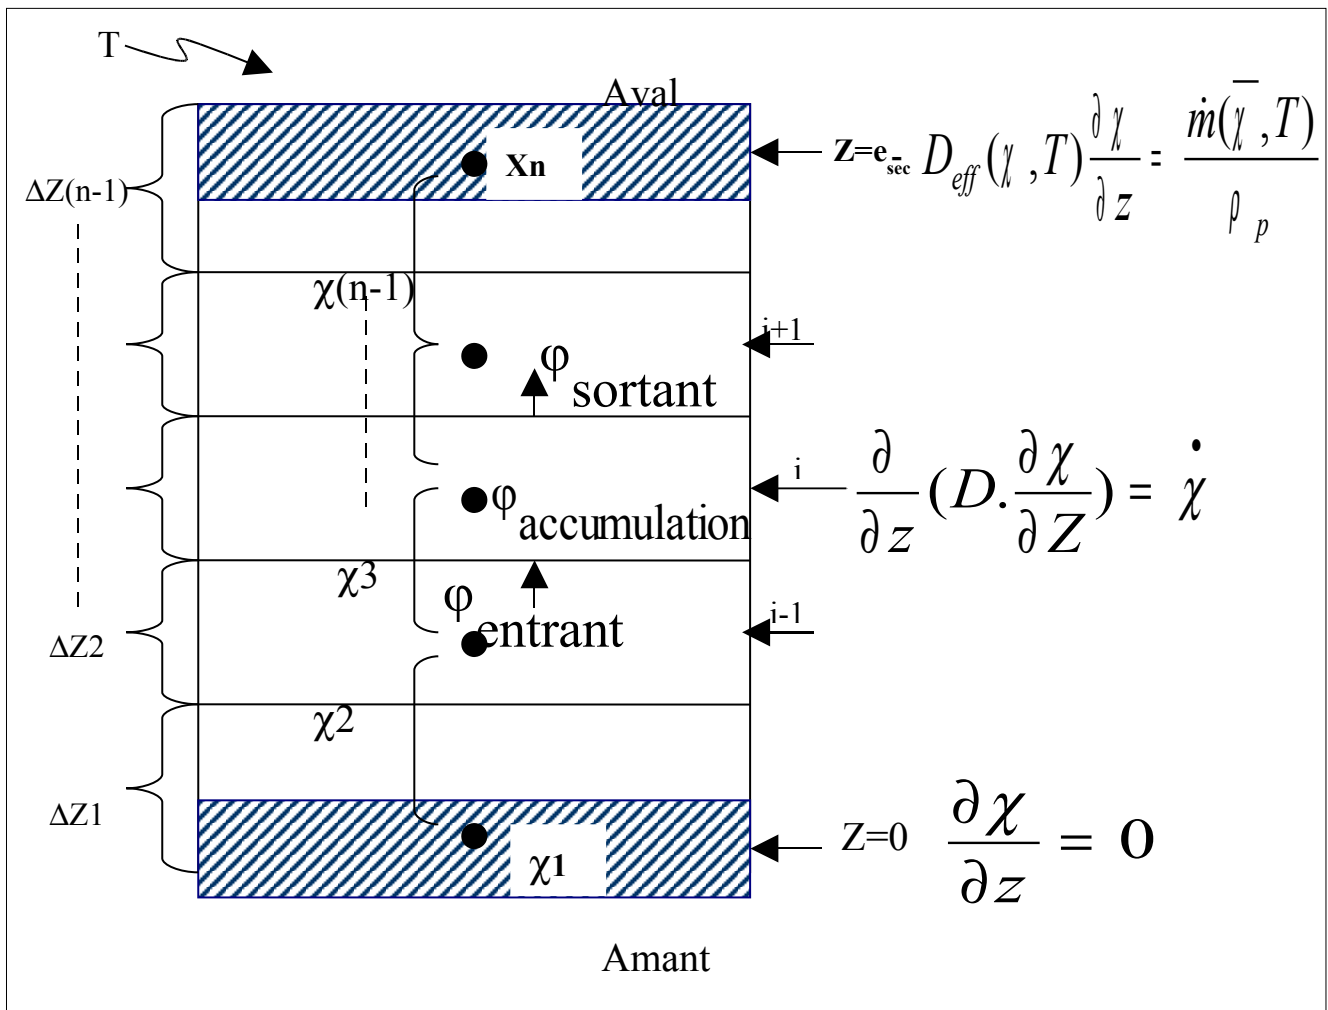 T
Aval
Z=e_sec -D_eff(χ ,T) ∂χ/∂z = ṁ(χ̄ ,T)/ρ_p
Xn
ΔZ(n-1)
χ(n-1)
i+1
φ sortant
i
∂/∂z (D.∂χ/∂Z) = χ̇
φ accumulation
χ3
φ entrant
i-1
ΔZ2
χ2
ΔZ1
Z=0 ∂χ/∂z = 0
χ1
Amant